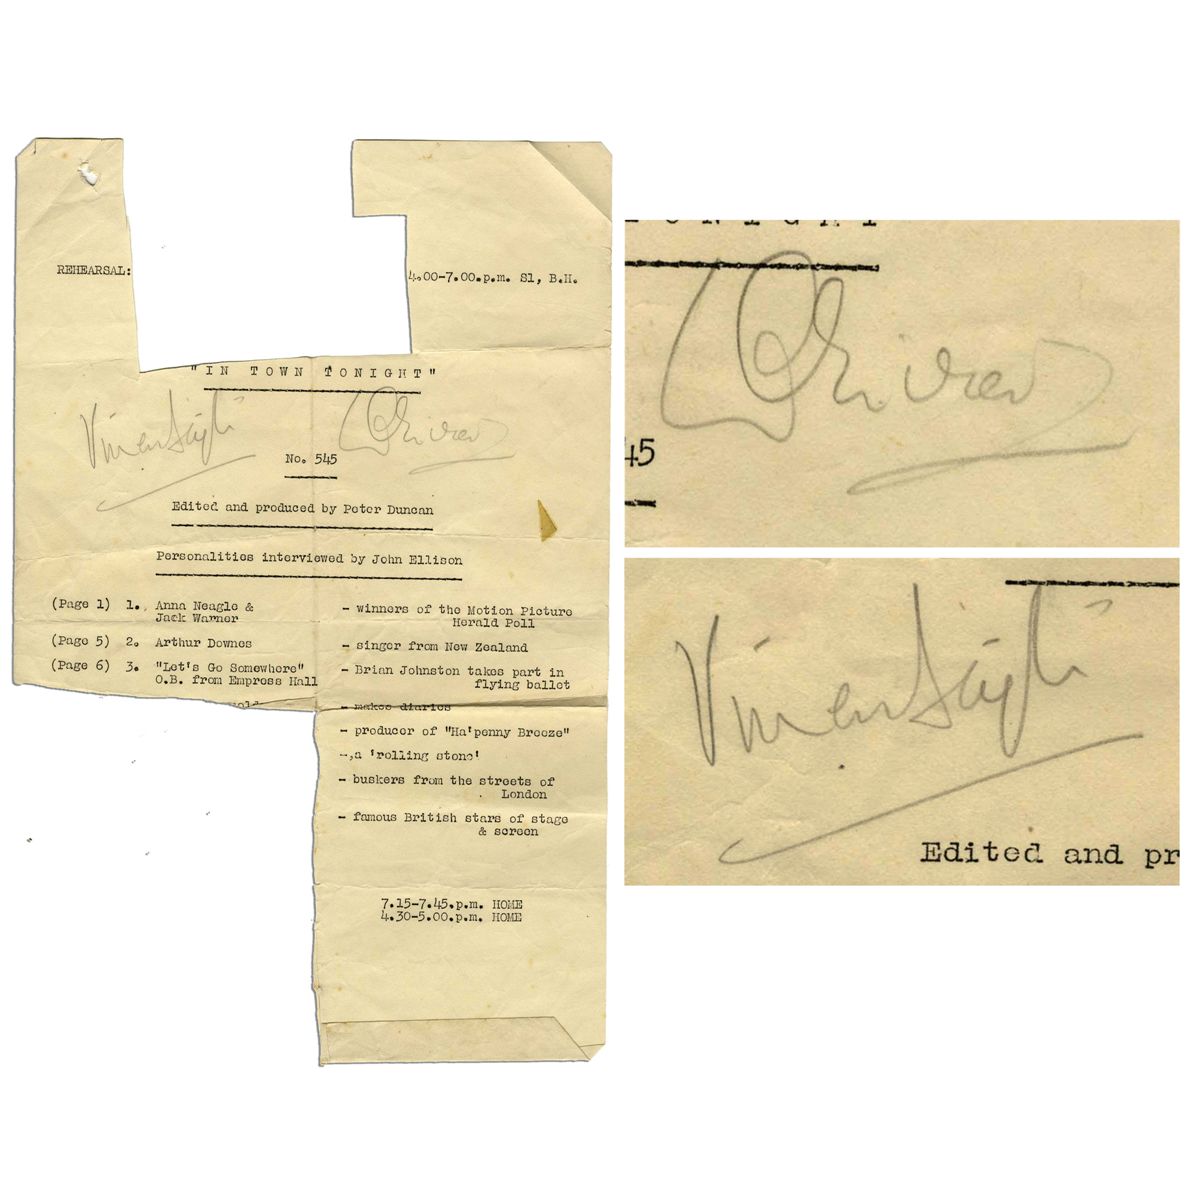 REHEARSAL: 4.00-7.00.p.m. S1, B.H.
"IN TOWN TONIGHT"
Vivien Leigh
L Olivier
No. 545
Edited and produced by Peter Duncan
Personalities interviewed by John Ellison
(Page 1) 1. Anna Neagle & - winners of the Motion Picture
Jack Warner Herald Poll
(Page 5) 2. Arthur Downes - singer from New Zealand
(Page 6) 3. "Let's Go Somewhere" - Brian Johnston takes part in
O.B. from Empress Hall flying ballet
- makes diaries
- producer of "Ha'penny Breeze"
-,a 'rolling stone'
- buskers from the streets of
London
- famous British stars of stage
& screen
7.15-7.45.p.m. HOME
4.30-5.00.p.m. HOME
ONIGHT
L Olivier
45
Vivien Leigh
Edited and pr